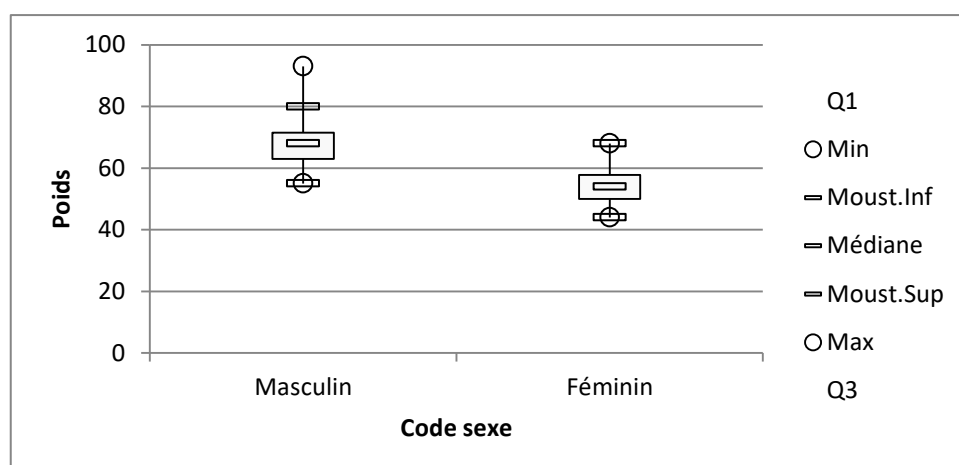 100
80
60
40
20
0
Poids
Masculin
Féminin
Code sexe
Q1
Min
Moust.Inf
Médiane
Moust.Sup
Max
Q3